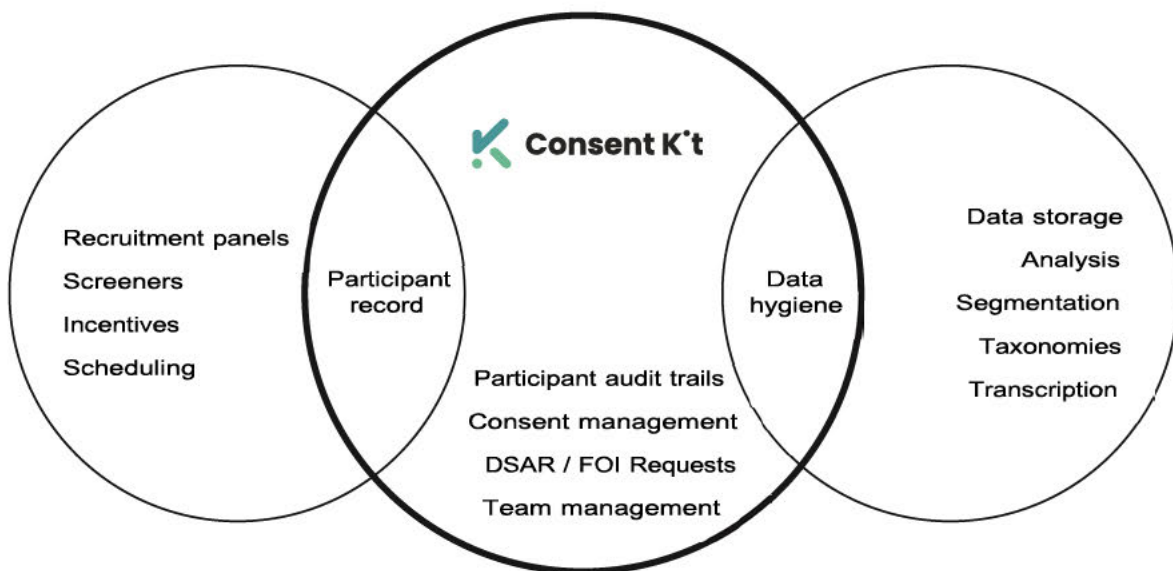 Consent Kit
Recruitment panels
Screeners
Incentives
Scheduling
Participant
record
Participant audit trails
Consent management
DSAR / FOI Requests
Team management
Data
hygiene
Data storage
Analysis
Segmentation
Taxonomies
Transcription